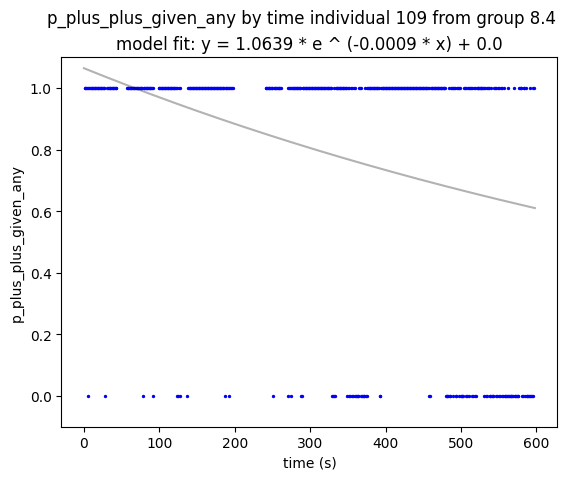 p_plus_plus_given_any by time individual 109 from group 8.4
model fit: y = 1.0639 * e ^ (-0.0009 * x) + 0.0
p_plus_plus_given_any
1.0
0.8
0.6
0.4
0.2
0.0
0 100 200 300 400 500 600
time (s)